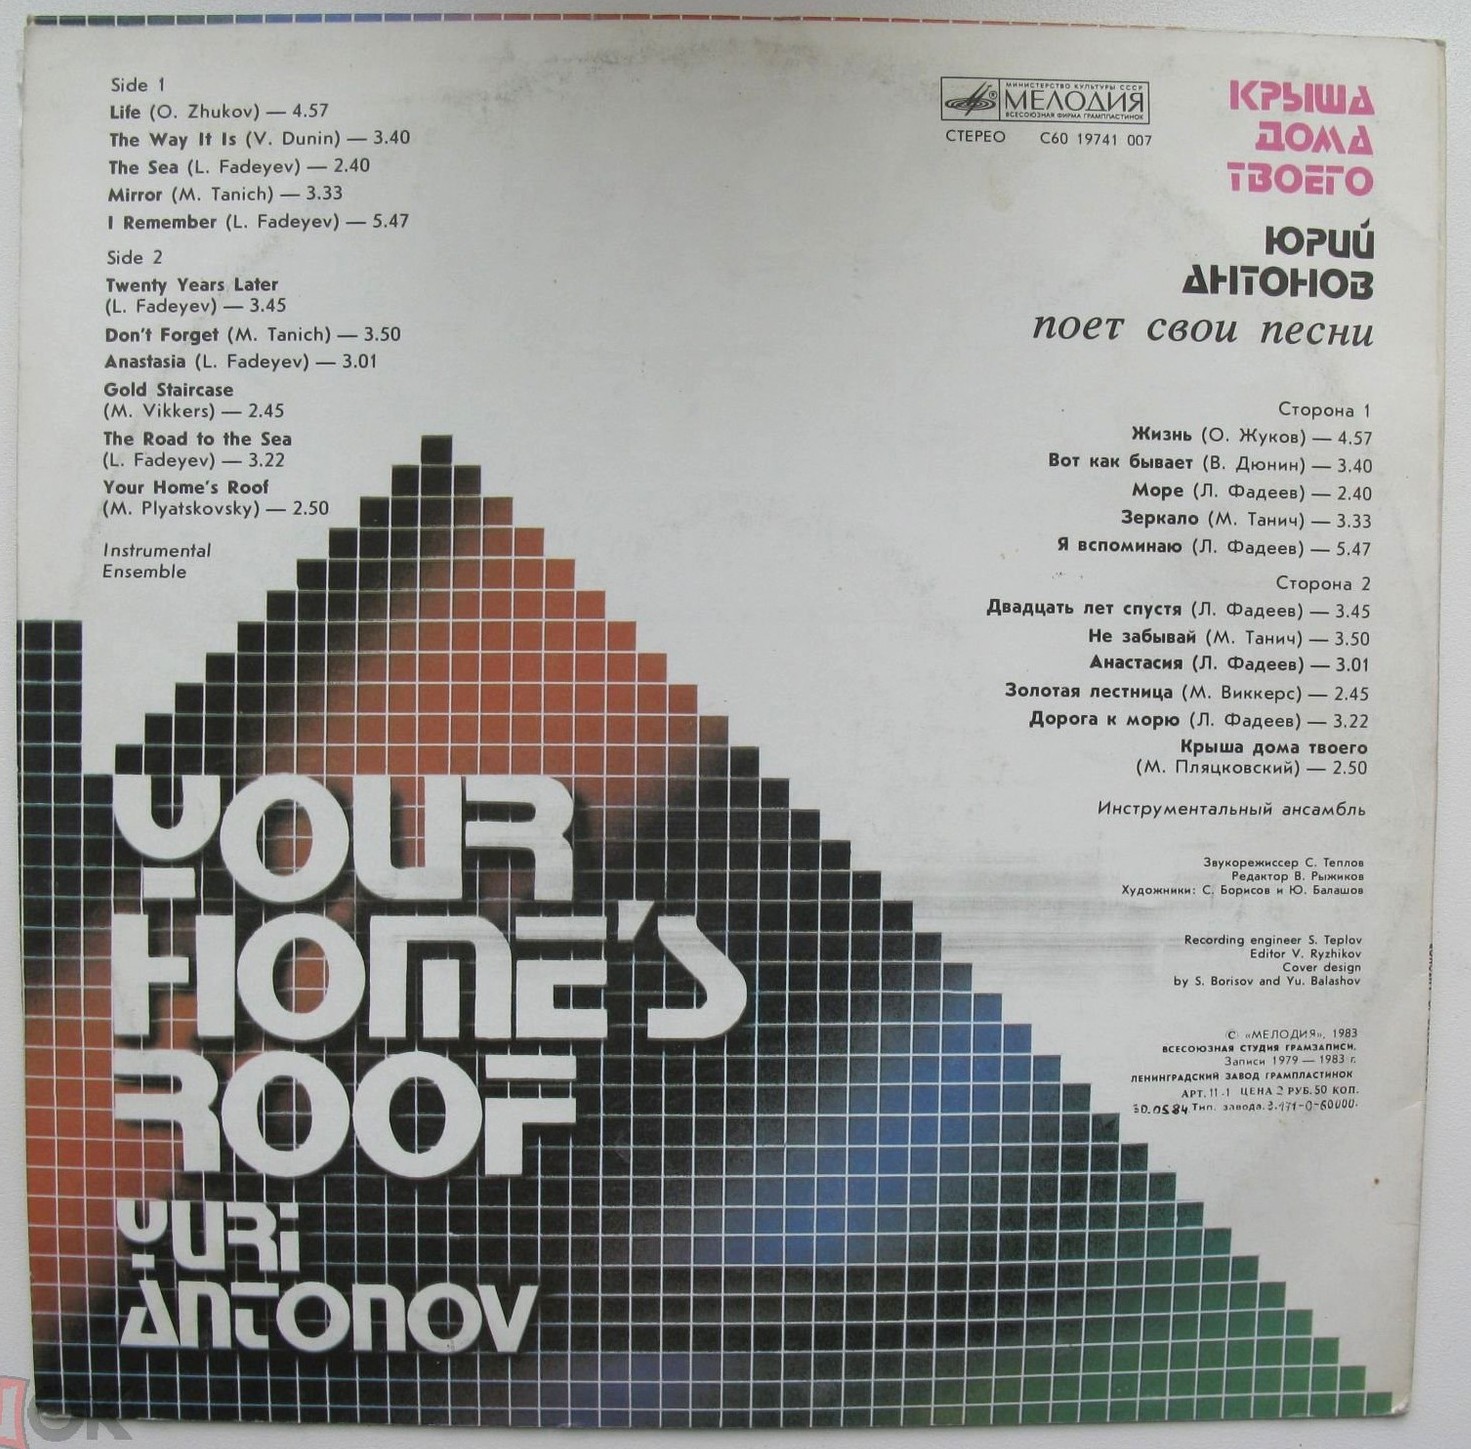 Side 1
Life (O. Zhukov) — 4.57
The Way It Is (V. Dunin) — 3.40
The Sea (L. Fadeyev) — 2.40
Mirror (M. Tanich) — 3.33
I Remember (L. Fadeyev) — 5.47
Side 2
Twenty Years Later
(L. Fadeyev) — 3.45
Don't Forget (M. Tanich) — 3.50
Anastasia (L. Fadeyev) — 3.01
Gold Staircase
(M. Vikkers) — 2.45
The Road to the Sea
(L. Fadeyev) — 3.22
Your Home's Roof
(M. Plyatskovsky) — 2.50
Instrumental
Ensemble
МИНИСТЕРСТВО КУЛЬТУРЫ СССР
МЕЛОДИЯ
ВСЕСОЮЗНАЯ ФИРМА ГРАМПЛАСТИНОК
СТЕРЕО С60 19741 007
КРЫША
ДОМА
ТВОЕГО
ЮРИЙ
АНТОНОВ
поет свои песни
Сторона 1
Жизнь (О. Жуков) — 4.57
Вот как бывает (В. Дюнин) — 3.40
Море (Л. Фадеев) — 2.40
Зеркало (М. Танич) — 3.33
Я вспоминаю (Л. Фадеев) — 5.47
Сторона 2
Двадцать лет спустя (Л. Фадеев) — 3.45
Не забывай (М. Танич) — 3.50
Анастасия (Л. Фадеев) — 3.01
Золотая лестница (М. Виккерс) — 2.45
Дорога к морю (Л. Фадеев) — 3.22
Крыша дома твоего
(М. Пляцковский) — 2.50
Инструментальный ансамбль
Звукорежиссер С. Теплов
Редактор В. Рыжиков
Художники: С. Борисов и Ю. Балашов
Recording engineer S. Teplov
Editor V. Ryzhikov
Cover design
by S. Borisov and Yu. Balashov
© «МЕЛОДИЯ», 1983
ВСЕСОЮЗНАЯ СТУДИЯ ГРАМЗАПИСИ.
Записи 1979 — 1983 г.
ЛЕНИНГРАДСКИЙ ЗАВОД ГРАМПЛАСТИНОК
АРТ. 11-1 ЦЕНА 2 РУБ. 50 КОП.
Тип. завода.
YOUR
HOME'S
ROOF
YURI
ANTONOV